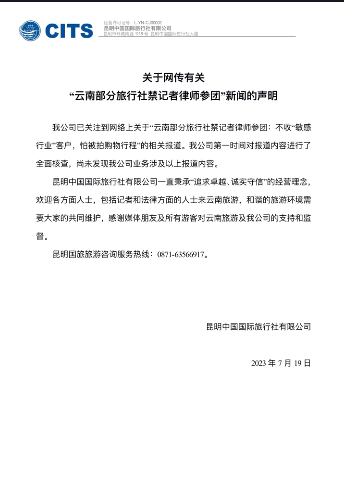 CITS
昆明中国国际旅行社有限公司
关于网传有关
“云南部分旅行社禁记者律师参团”新闻的声明
我公司已关注到网络上关于“云南部分旅行社禁记者律师参团：不收“敏感
行业”客户，怕被拍购物行程”的相关报道。我公司第一时间对报道内容进行了
全面核查，尚未发现我公司业务涉及以上报道内容。
昆明中国国际旅行社有限公司一直秉承“追求卓越、诚实守信”的经营理念，
欢迎各方面人士，包括记者和法律方面的人士来云南旅游，和谐的旅游环境需
要大家的共同维护，感谢媒体朋友及所有游客对云南旅游及我公司的支持和监
督。
昆明国旅旅游咨询服务热线：0871-63566917。
昆明中国国际旅行社有限公司
2023 年 7 月 19 日